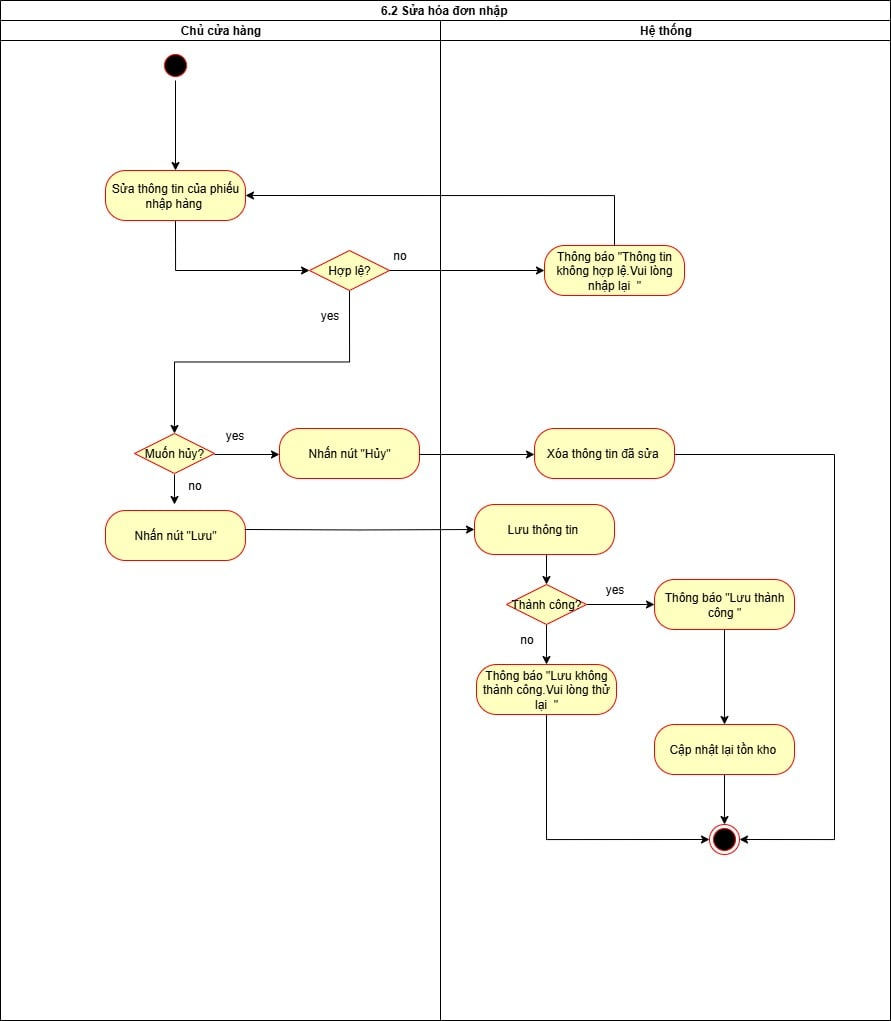 6.2 Sửa hóa đơn nhập
Chủ cửa hàng
Hệ thống
Sửa thông tin của phiếu
nhập hàng
Hợp lệ?
no
Thông báo "Thông tin
không hợp lệ.Vui lòng
nhập lại "
yes
Muốn hủy?
yes
Nhấn nút "Hủy"
Xóa thông tin đã sửa
no
Nhấn nút "Lưu"
Lưu thông tin
Thành công?
yes
Thông báo "Lưu thành
công "
no
Thông báo "Lưu không
thành công.Vui lòng thử
lại "
Cập nhật lại tồn kho